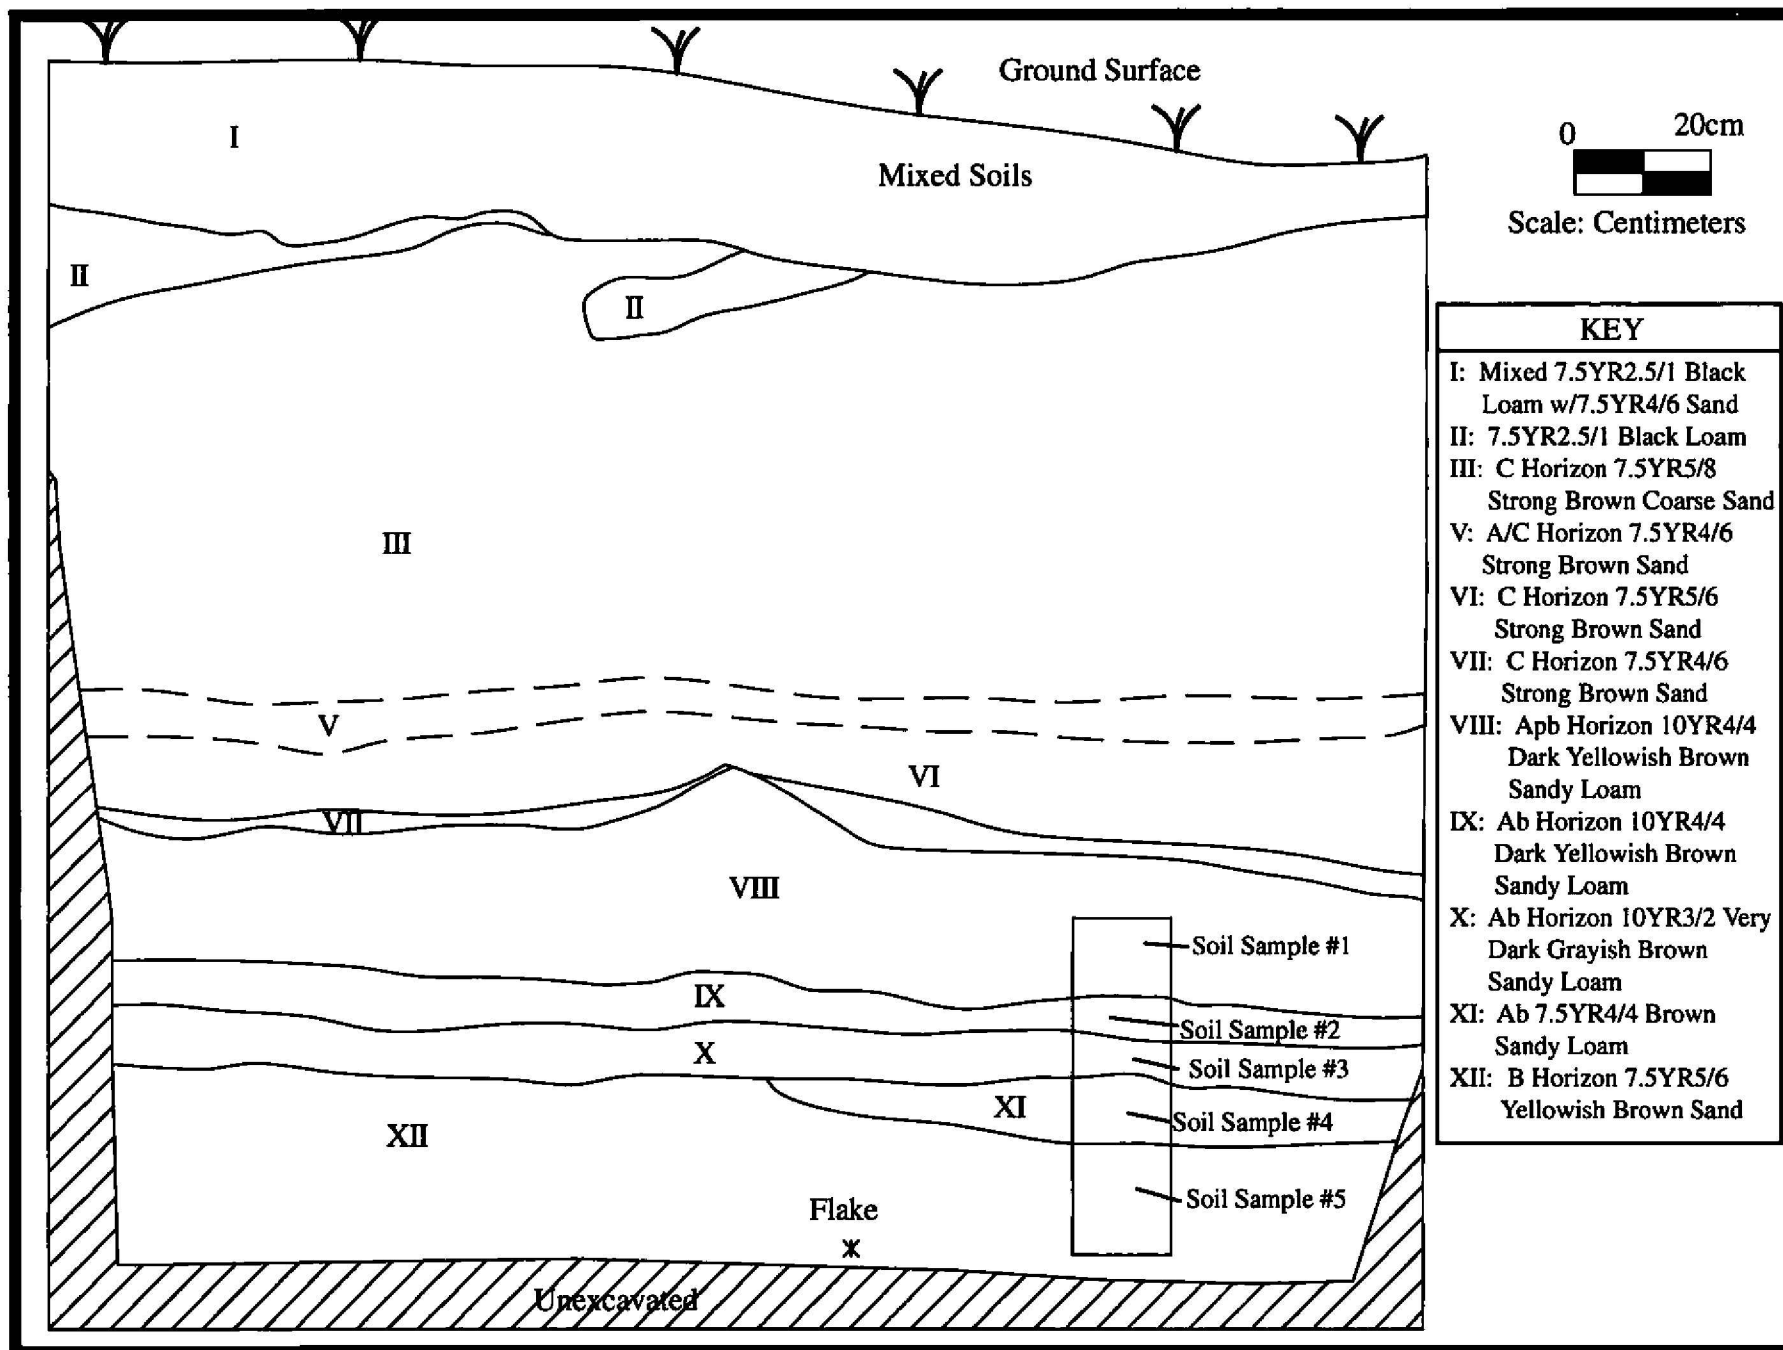 Ground Surface
I
Mixed Soils
0 20cm
Scale: Centimeters
II
II
III
V
VI
VII
VIII
Soil Sample #1
IX
Soil Sample #2
X
Soil Sample #3
XI
Soil Sample #4
XII
Soil Sample #5
Flake
Unexcavated
KEY
I: Mixed 7.5YR2.5/1 Black
Loam w/7.5YR4/6 Sand
II: 7.5YR2.5/1 Black Loam
III: C Horizon 7.5YR5/8
Strong Brown Coarse Sand
V: A/C Horizon 7.5YR4/6
Strong Brown Sand
VI: C Horizon 7.5YR5/6
Strong Brown Sand
VII: C Horizon 7.5YR4/6
Strong Brown Sand
VIII: Apb Horizon 10YR4/4
Dark Yellowish Brown
Sandy Loam
IX: Ab Horizon 10YR4/4
Dark Yellowish Brown
Sandy Loam
X: Ab Horizon 10YR3/2 Very
Dark Grayish Brown
Sandy Loam
XI: Ab 7.5YR4/4 Brown
Sandy Loam
XII: B Horizon 7.5YR5/6
Yellowish Brown Sand